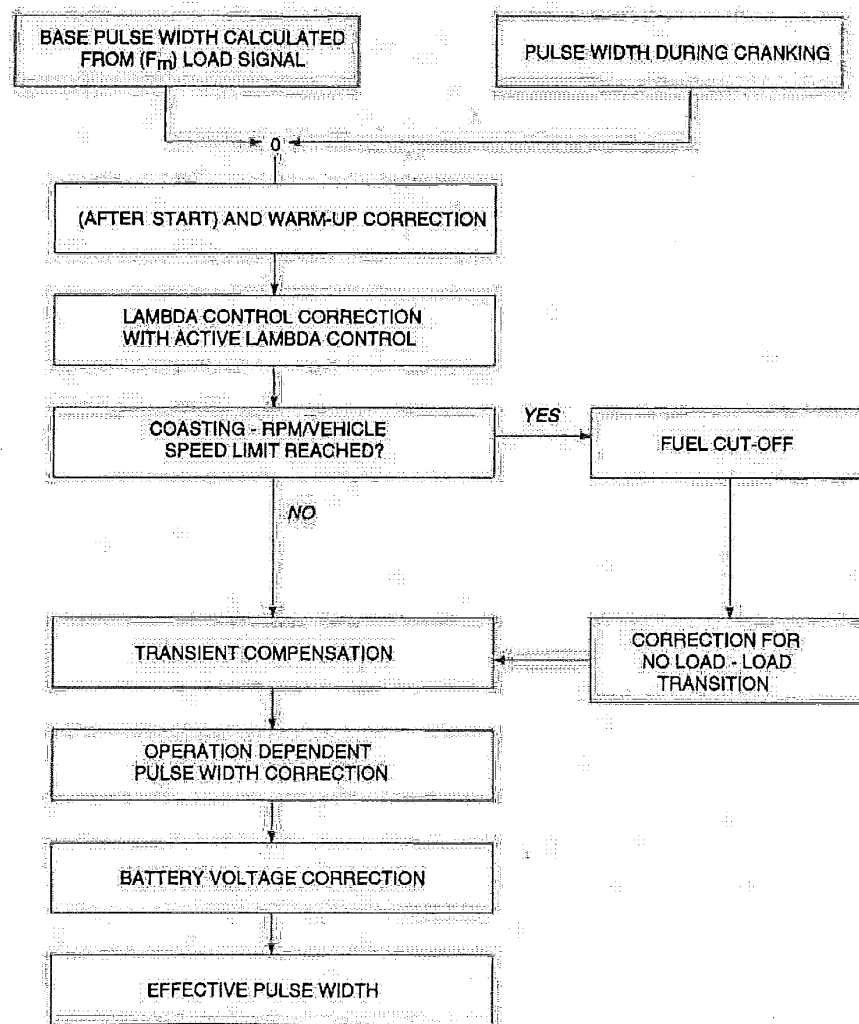 BASE PULSE WIDTH CALCULATED
FROM (Fm) LOAD SIGNAL
PULSE WIDTH DURING CRANKING
0
(AFTER START) AND WARM-UP CORRECTION
LAMBDA CONTROL CORRECTION
WITH ACTIVE LAMBDA CONTROL
COASTING - RPM/VEHICLE
SPEED LIMIT REACHED?
YES
FUEL CUT-OFF
NO
TRANSIENT COMPENSATION
CORRECTION FOR
NO LOAD - LOAD
TRANSITION
OPERATION DEPENDENT
PULSE WIDTH CORRECTION
BATTERY VOLTAGE CORRECTION
EFFECTIVE PULSE WIDTH